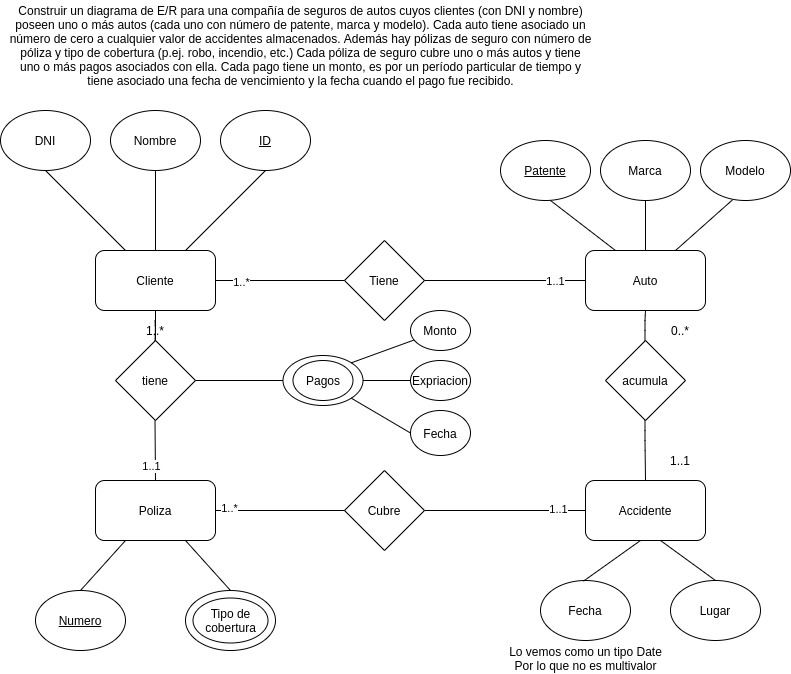 Construir un diagrama de E/R para una compañía de seguros de autos cuyos clientes (con DNI y nombre)
poseen uno o más autos (cada uno con número de patente, marca y modelo). Cada auto tiene asociado un
número de cero a cualquier valor de accidentes almacenados. Además hay pólizas de seguro con número de
póliza y tipo de cobertura (p.ej. robo, incendio, etc.) Cada póliza de seguro cubre uno o más autos y tiene
uno o más pagos asociados con ella. Cada pago tiene un monto, es por un período particular de tiempo y
tiene asociado una fecha de vencimiento y la fecha cuando el pago fue recibido.
DNI
Nombre
ID
Patente
Marca
Modelo
Cliente
1..*
Tiene
1..1
Auto
1..*
Monto
0..*
tiene
Pagos
Expriacion
acumula
Fecha
1..1
1..1
Poliza
1..*
Cubre
1..1
Accidente
Numero
Tipo de
cobertura
Fecha
Lugar
Lo vemos como un tipo Date
Por lo que no es multivalor